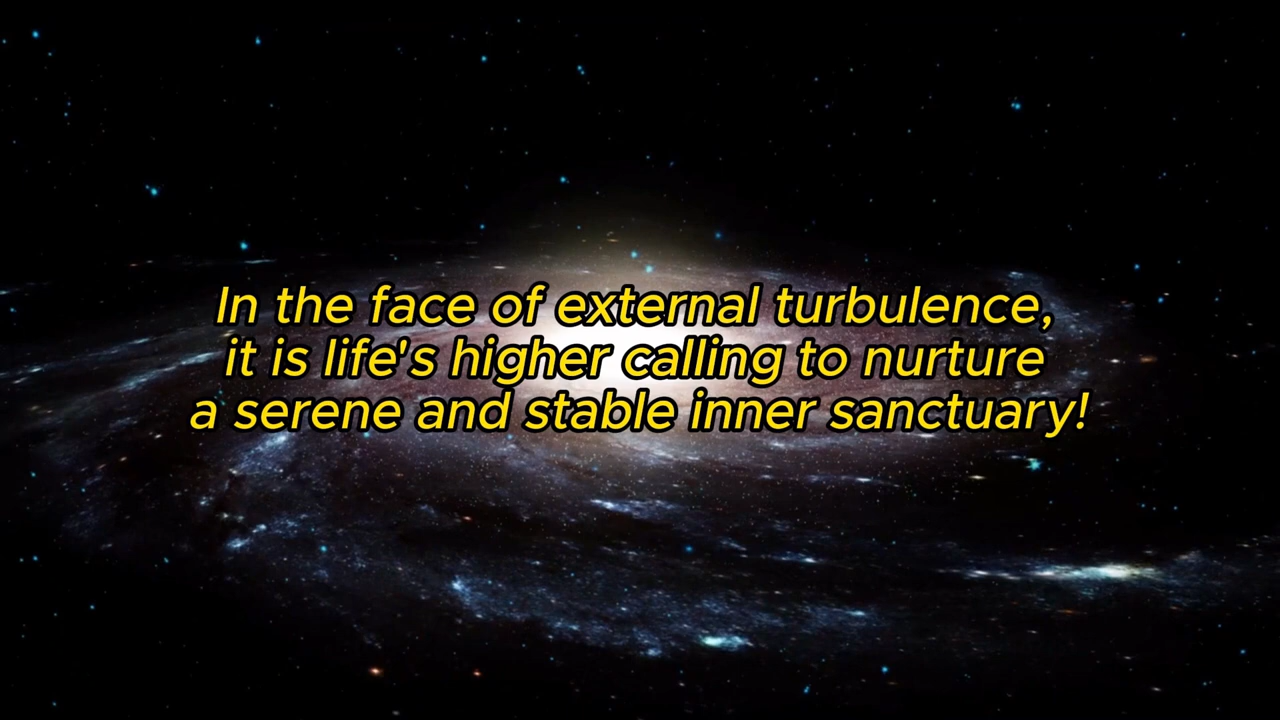 In the face of external turbulence,
it is life's higher calling to nurture
a serene and stable inner sanctuary!